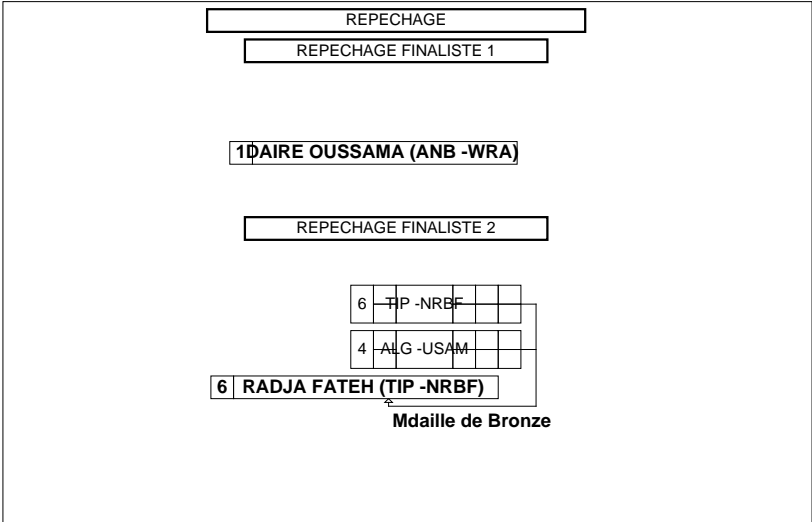 REPECHAGE
REPECHAGE FINALISTE 1
1 DAIRE OUSSAMA (ANB -WRA)
REPECHAGE FINALISTE 2
6 TIP -NRBF
4 ALG -USAM
6 RADJA FATEH (TIP -NRBF)
Mdaille de Bronze